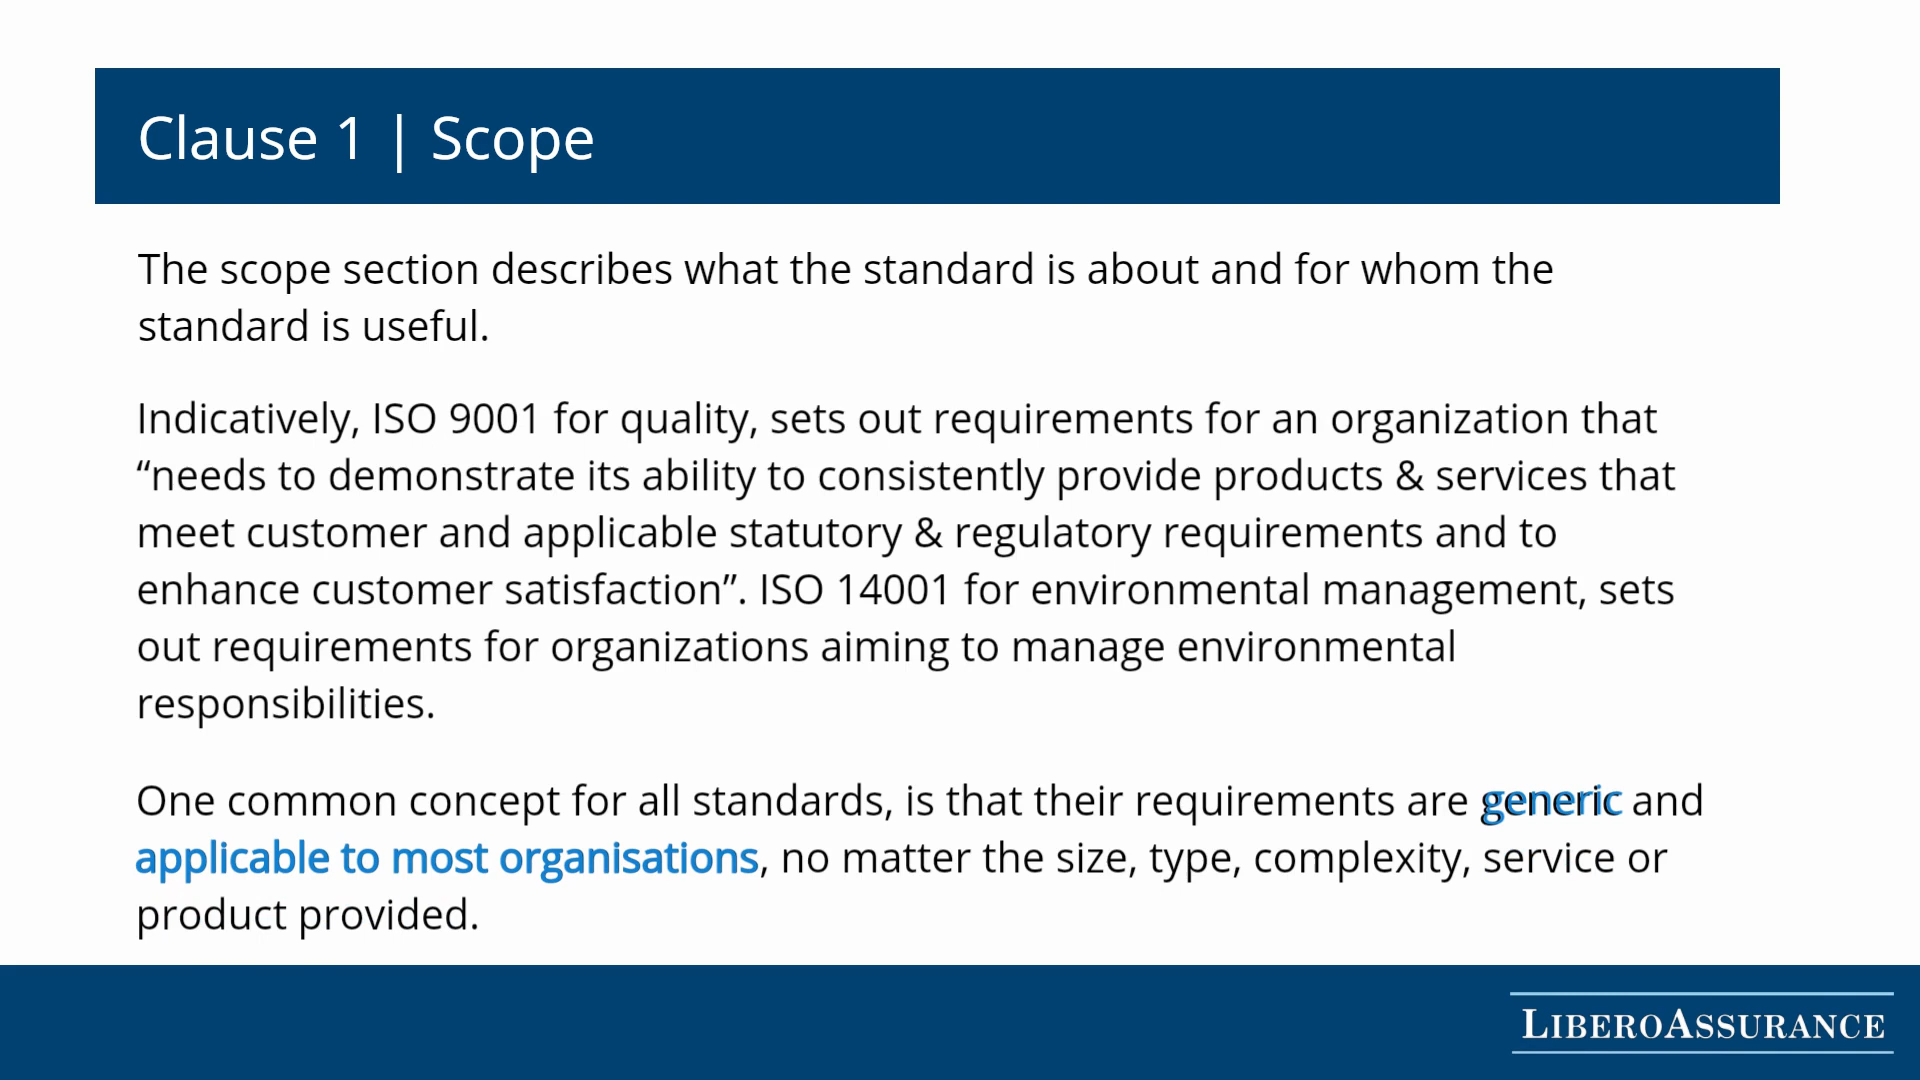 Clause 1 | Scope
The scope section describes what the standard is about and for whom the
standard is useful.
Indicatively, ISO 9001 for quality, sets out requirements for an organization that
“needs to demonstrate its ability to consistently provide products & services that
meet customer and applicable statutory & regulatory requirements and to
enhance customer satisfaction”. ISO 14001 for environmental management, sets
out requirements for organizations aiming to manage environmental
responsibilities.
One common concept for all standards, is that their requirements are generic and
applicable to most organisations, no matter the size, type, complexity, service or
product provided.
LIBEROASSURANCE